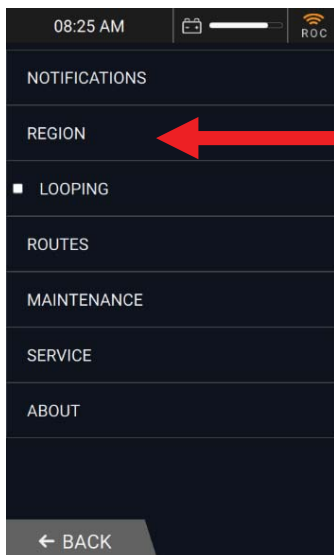 08:25 AM
ROC
NOTIFICATIONS
REGION
LOOPING
ROUTES
MAINTENANCE
SERVICE
ABOUT
BACK